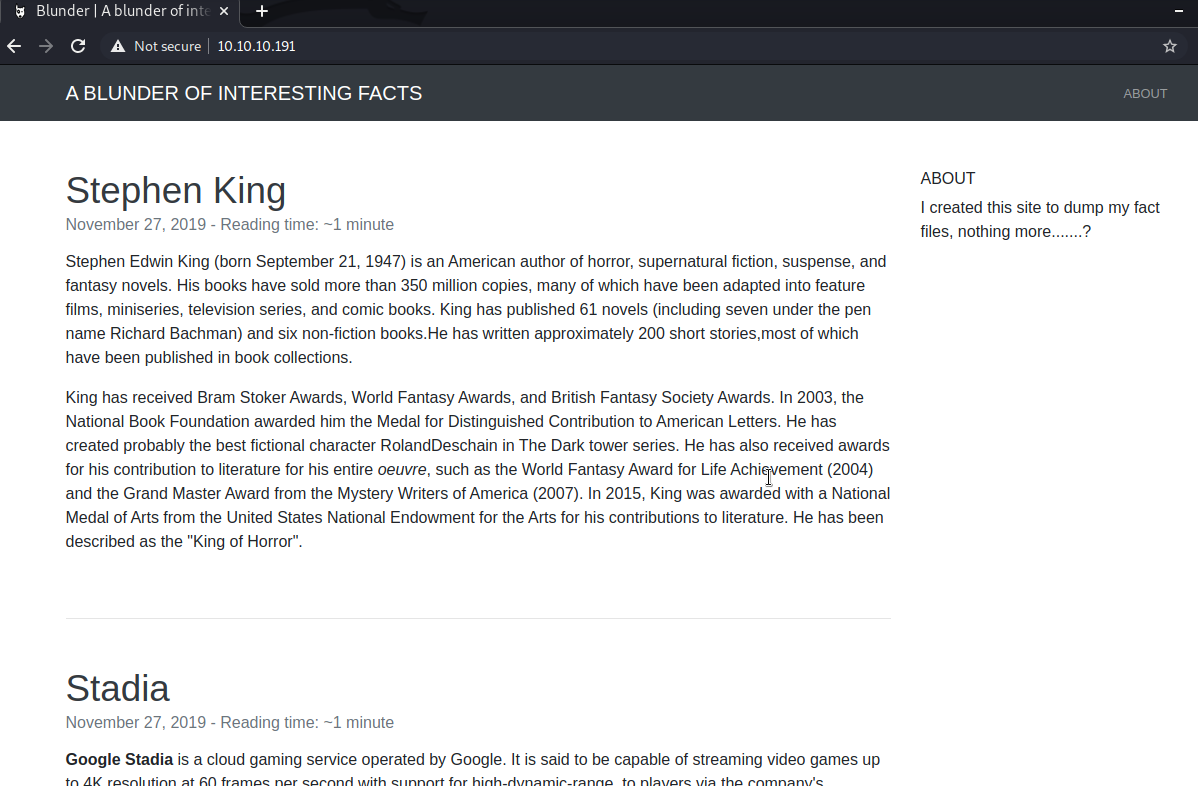 Blunder | A blunder of inte
Not secure | 10.10.10.191
A BLUNDER OF INTERESTING FACTS
ABOUT
Stephen King
November 27, 2019 - Reading time: ~1 minute
Stephen Edwin King (born September 21, 1947) is an American author of horror, supernatural fiction, suspense, and
fantasy novels. His books have sold more than 350 million copies, many of which have been adapted into feature
films, miniseries, television series, and comic books. King has published 61 novels (including seven under the pen
name Richard Bachman) and six non-fiction books.He has written approximately 200 short stories,most of which
have been published in book collections.
King has received Bram Stoker Awards, World Fantasy Awards, and British Fantasy Society Awards. In 2003, the
National Book Foundation awarded him the Medal for Distinguished Contribution to American Letters. He has
created probably the best fictional character RolandDeschain in The Dark tower series. He has also received awards
for his contribution to literature for his entire oeuvre, such as the World Fantasy Award for Life Achievement (2004)
and the Grand Master Award from the Mystery Writers of America (2007). In 2015, King was awarded with a National
Medal of Arts from the United States National Endowment for the Arts for his contributions to literature. He has been
described as the "King of Horror".
ABOUT
I created this site to dump my fact
files, nothing more.......?
Stadia
November 27, 2019 - Reading time: ~1 minute
Google Stadia is a cloud gaming service operated by Google. It is said to be capable of streaming video games up
to 4K resolution at 60 frames per second with support for high-dynamic-range, to players via the company's